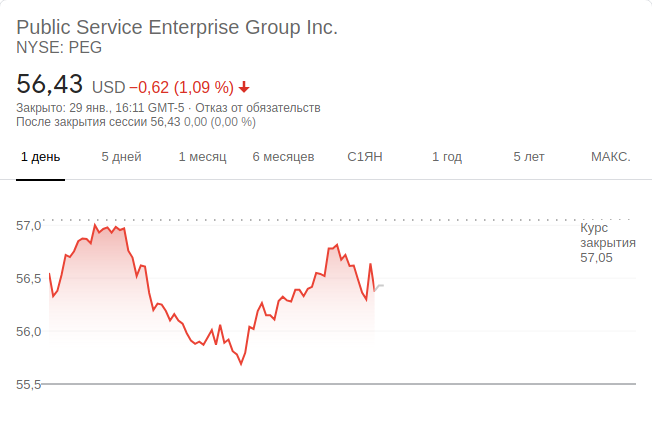 Public Service Enterprise Group Inc.
NYSE: PEG
56,43 USD −0,62 (1,09 %)
Закрыто: 29 янв., 16:11 GMT-5 · Отказ от обязательств
После закрытия сессии 56,43 0,00 (0,00 %)
1 день 5 дней 1 месяц 6 месяцев С1ЯН 1 год 5 лет МАКС.
57,0
56,5
56,0
55,5
Курс
закрытия
57,05